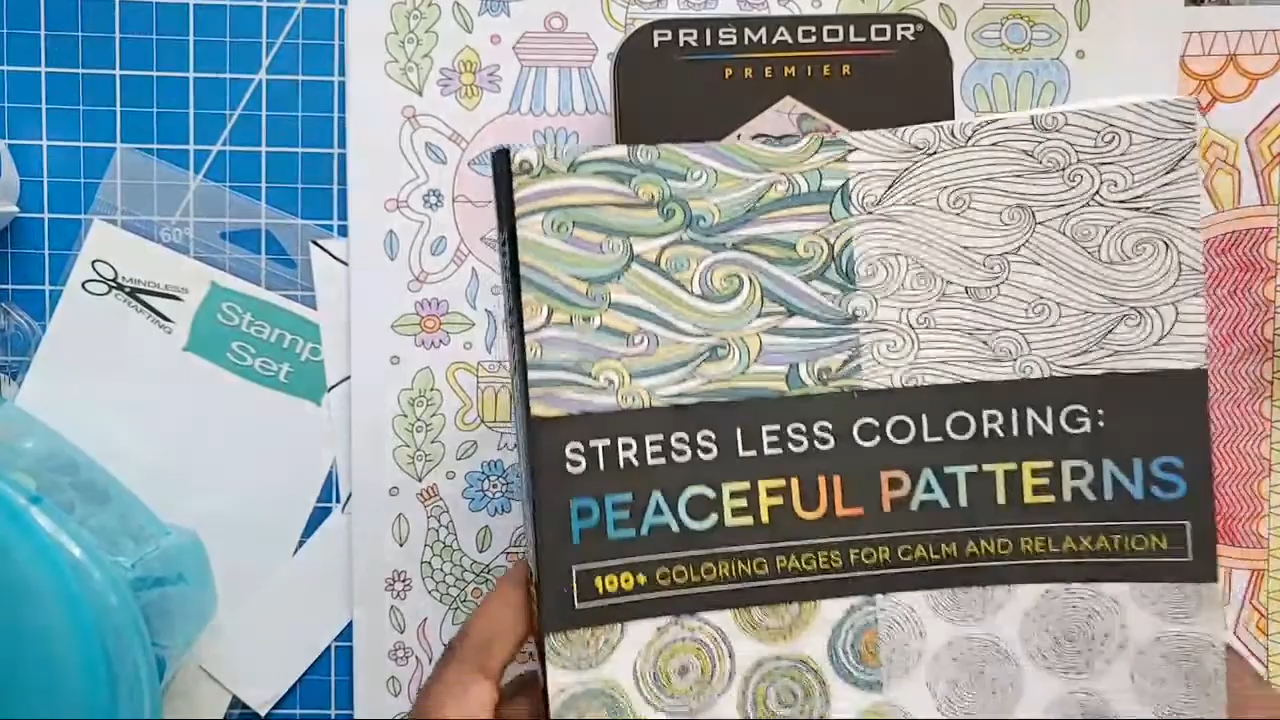 PRISMACOLOR®
PREMIER
60°
MINDLESS
CRAFTING
Stamp
Set
STRESS LESS COLORING:
PEACEFUL PATTERNS
100+ COLORING PAGES FOR CALM AND RELAXATION